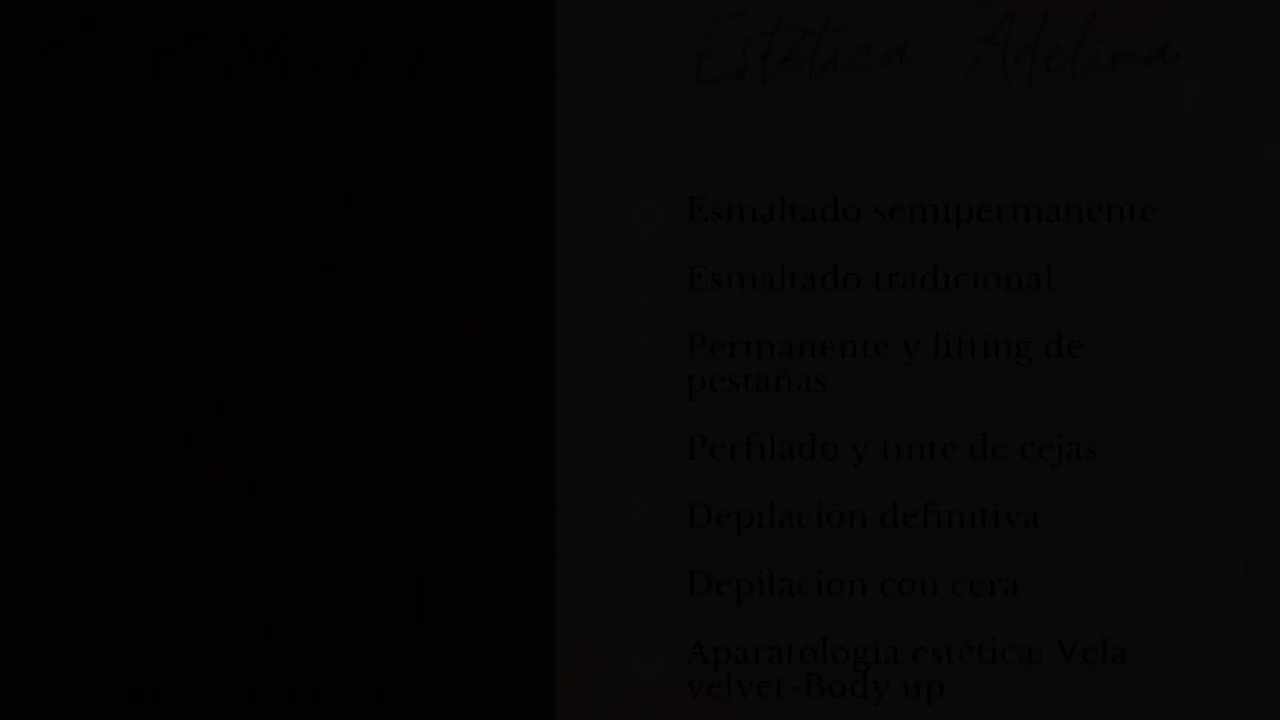 Estética Adelina
Esmaltado semipermanente
Esmaltado tradicional
Permanente y lifting de
pestañas
Perfilado y tinte de cejas
Depilación definitiva
Depilación con cera
Aparatología estética: Vela
velvet-Body up